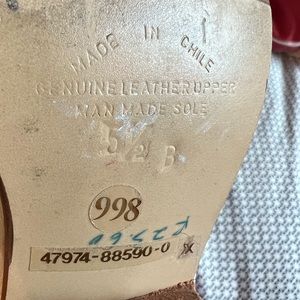 MADE IN CHILE
GENUINE LEATHER UPPER
MAN MADE SOLE
5½ B
998
47974-88590-0